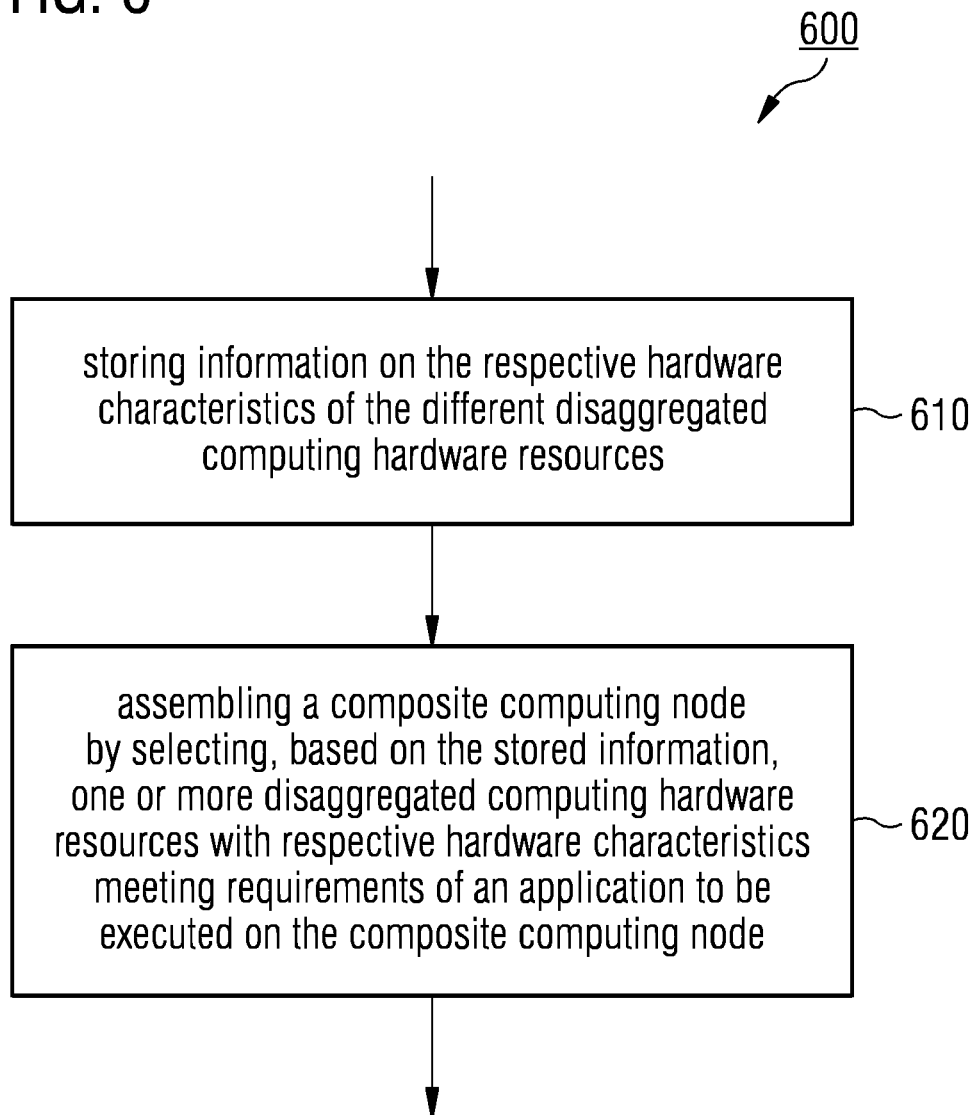 FIG. 6
600
storing information on the respective hardware
characteristics of the different disaggregated
computing hardware resources
610
assembling a composite computing node
by selecting, based on the stored information,
one or more disaggregated computing hardware
resources with respective hardware characteristics
meeting requirements of an application to be
executed on the composite computing node
620